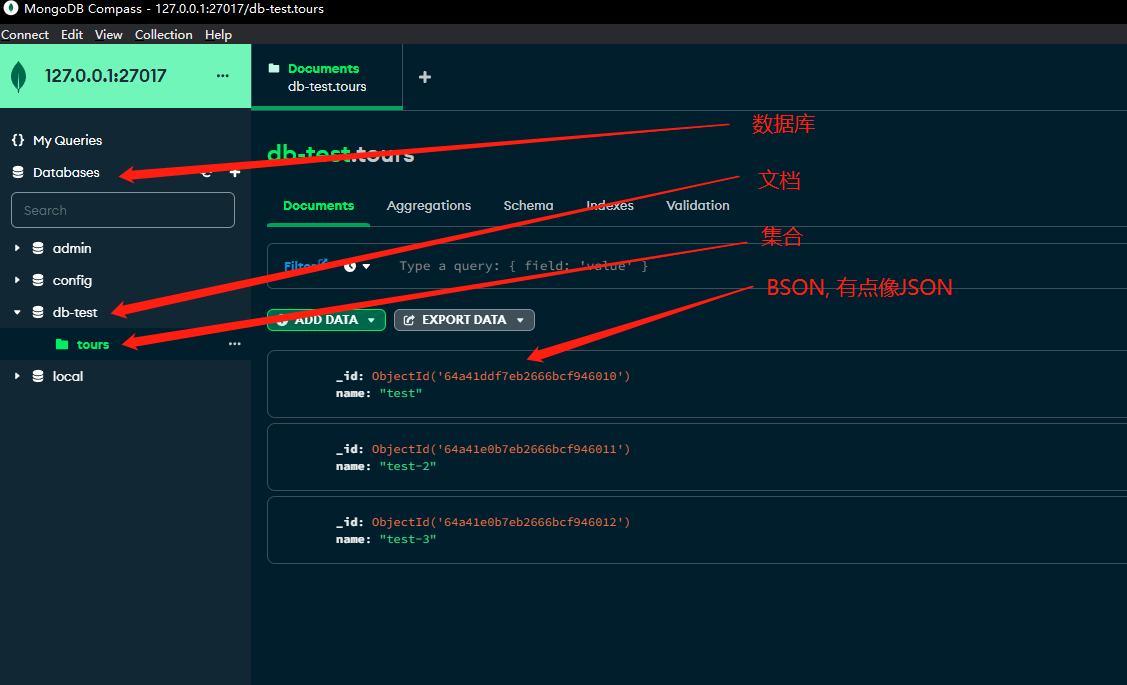 MongoDB Compass - 127.0.0.1:27017/db-test.tours
Connect Edit View Collection Help
127.0.0.1:27017 ...
Documents
db-test.tours
+
{} My Queries
Databases
Search
admin
config
db-test
tours ...
local
db-test.tours
Documents Aggregations Schema Indexes Validation
Filter Type a query: { field: 'value' }
ADD DATA EXPORT DATA
_id: ObjectId('64a41ddf7eb2666bcf946010')
name: "test"
_id: ObjectId('64a41e0b7eb2666bcf946011')
name: "test-2"
_id: ObjectId('64a41e0b7eb2666bcf946012')
name: "test-3"
数据库
文档
集合
BSON, 有点像JSON